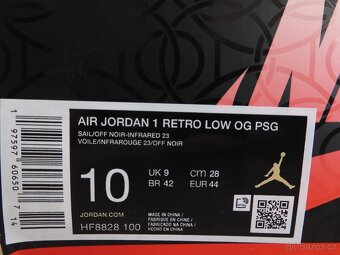 AIR JORDAN 1 RETRO LOW OG PSG
SAIL/OFF NOIR-INFRARED 23
VOILE/INFRAROUGE 23/OFF NOIR
10
UK 9
CM 28
BR 42
EUR 44
JORDAN.COM
HF8828 100
MADE IN CHINA /
FABRIQUÉ EN CHINE /
FABRICADO NA CHINA /
HECHO EN CHINA